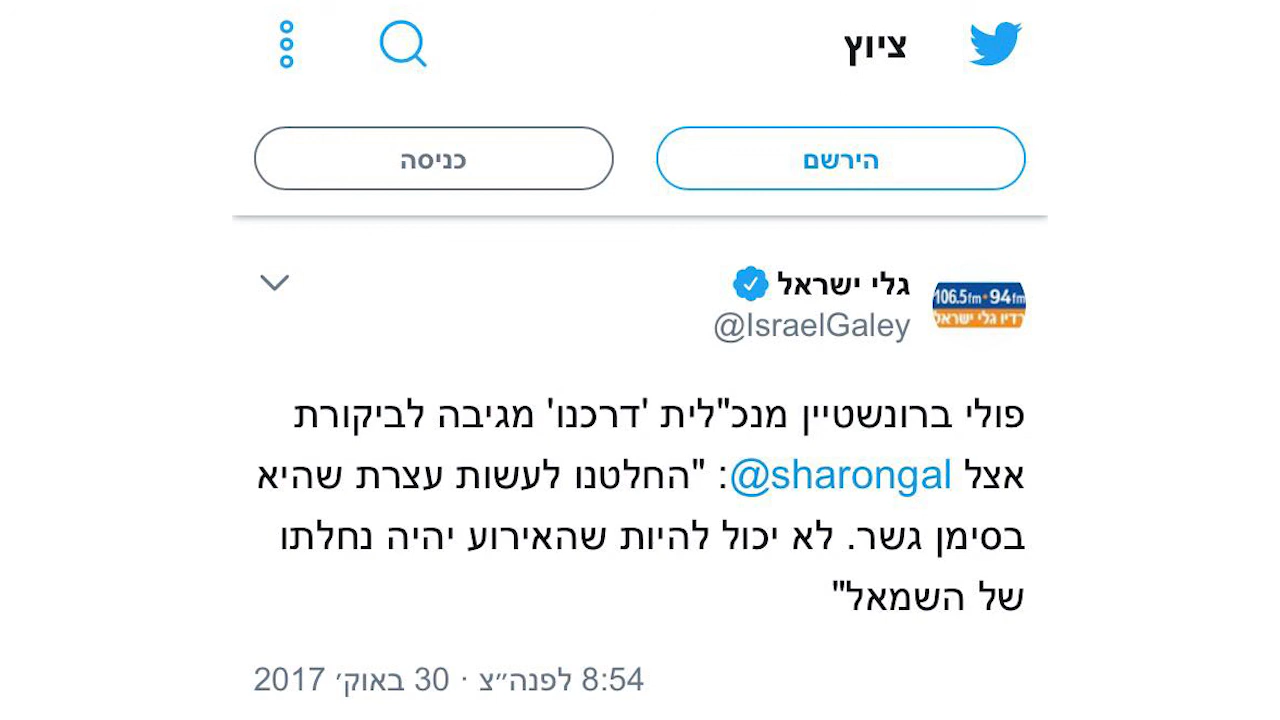 ציוץ
הירשם
כניסה
גלי ישראל
@IsraelGaley
106.5fm•94fm
רדיו גלי ישראל
פולי ברונשטיין מנכ"לית 'דרכנו' מגיבה לביקורת
אצל @sharongal: "החלטנו לעשות עצרת שהיא
בסימן גשר. לא יכול להיות שהאירוע יהיה נחלתו
של השמאל"
8:54 לפנה״צ · 30 באוק׳ 2017